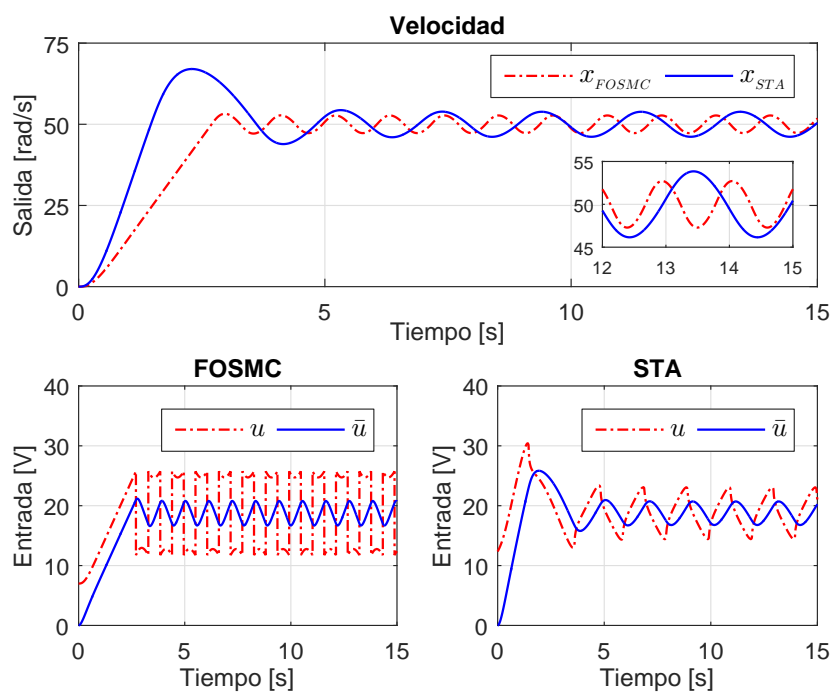 Velocidad
75
50
25
0
Salida [rad/s]
x_FOSMC x_STA
55
50
45
12 13 14 15
0 5 10 15
Tiempo [s]
FOSMC
40
30
20
10
0
Entrada [V]
u ū
0 5 10 15
Tiempo [s]
STA
40
30
20
10
0
Entrada [V]
u ū
0 5 10 15
Tiempo [s]